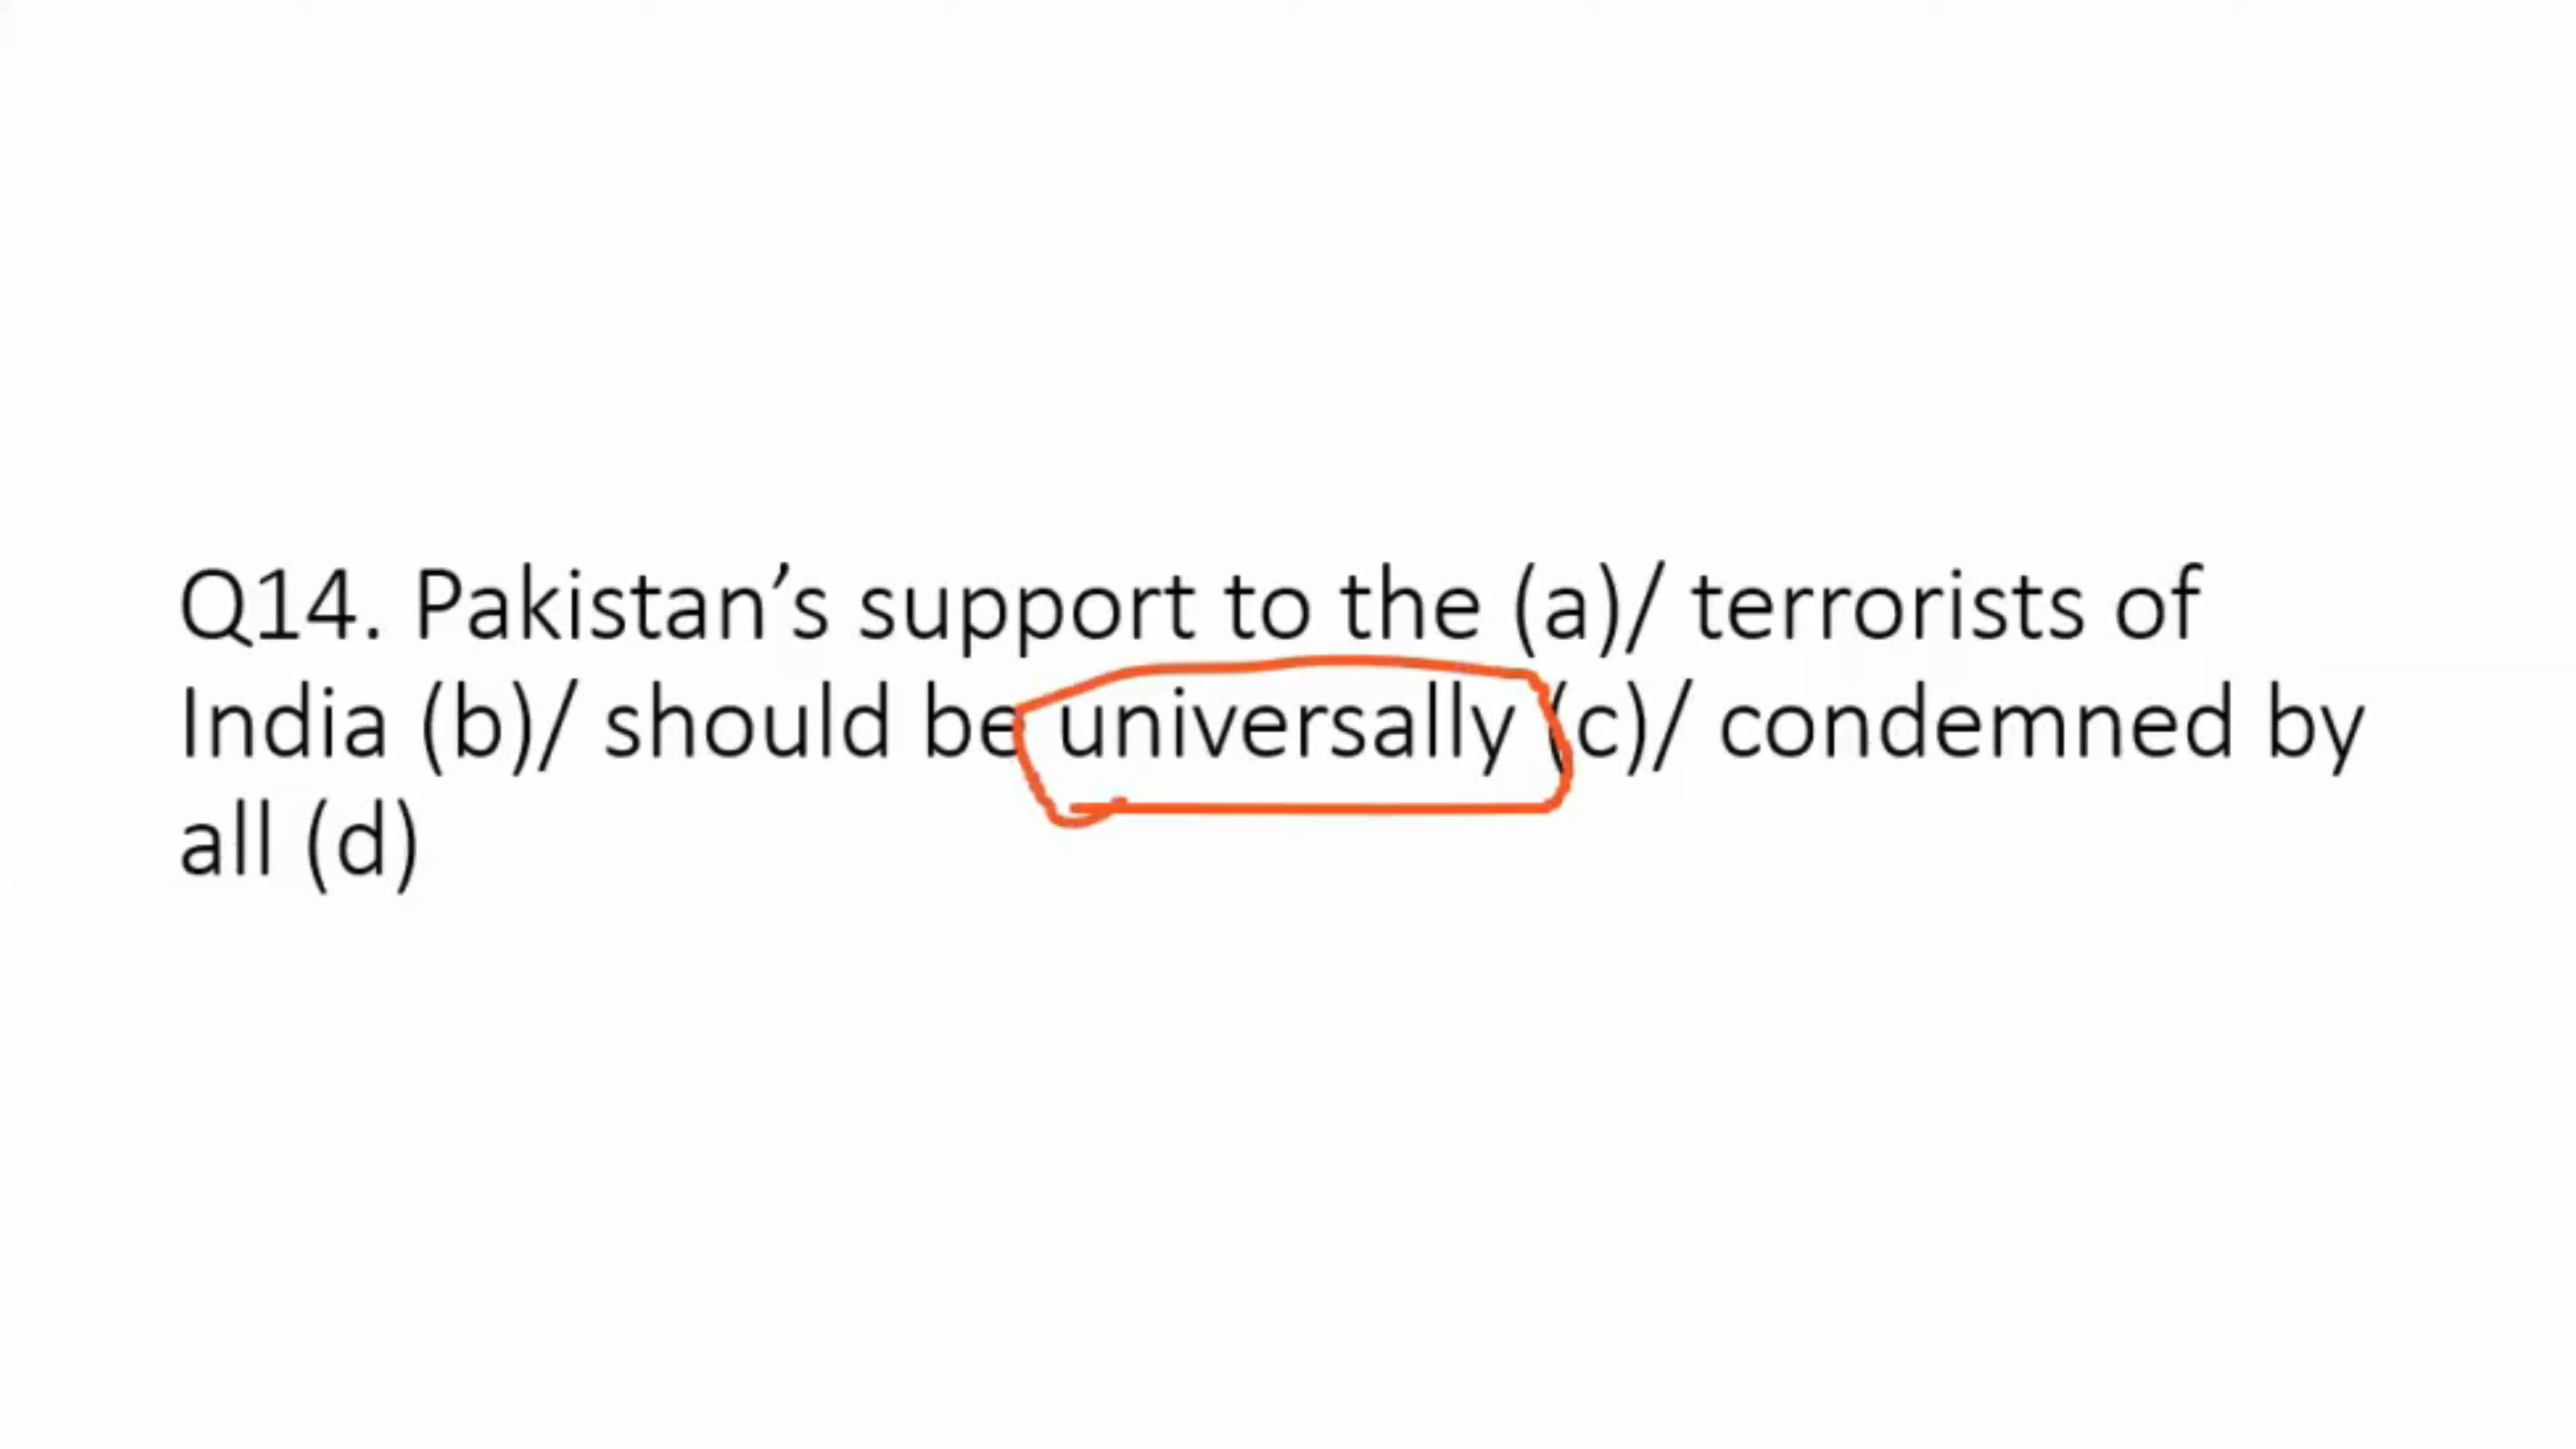 Q14. Pakistan’s support to the (a)/ terrorists of
India (b)/ should be universally (c)/ condemned by
all (d)